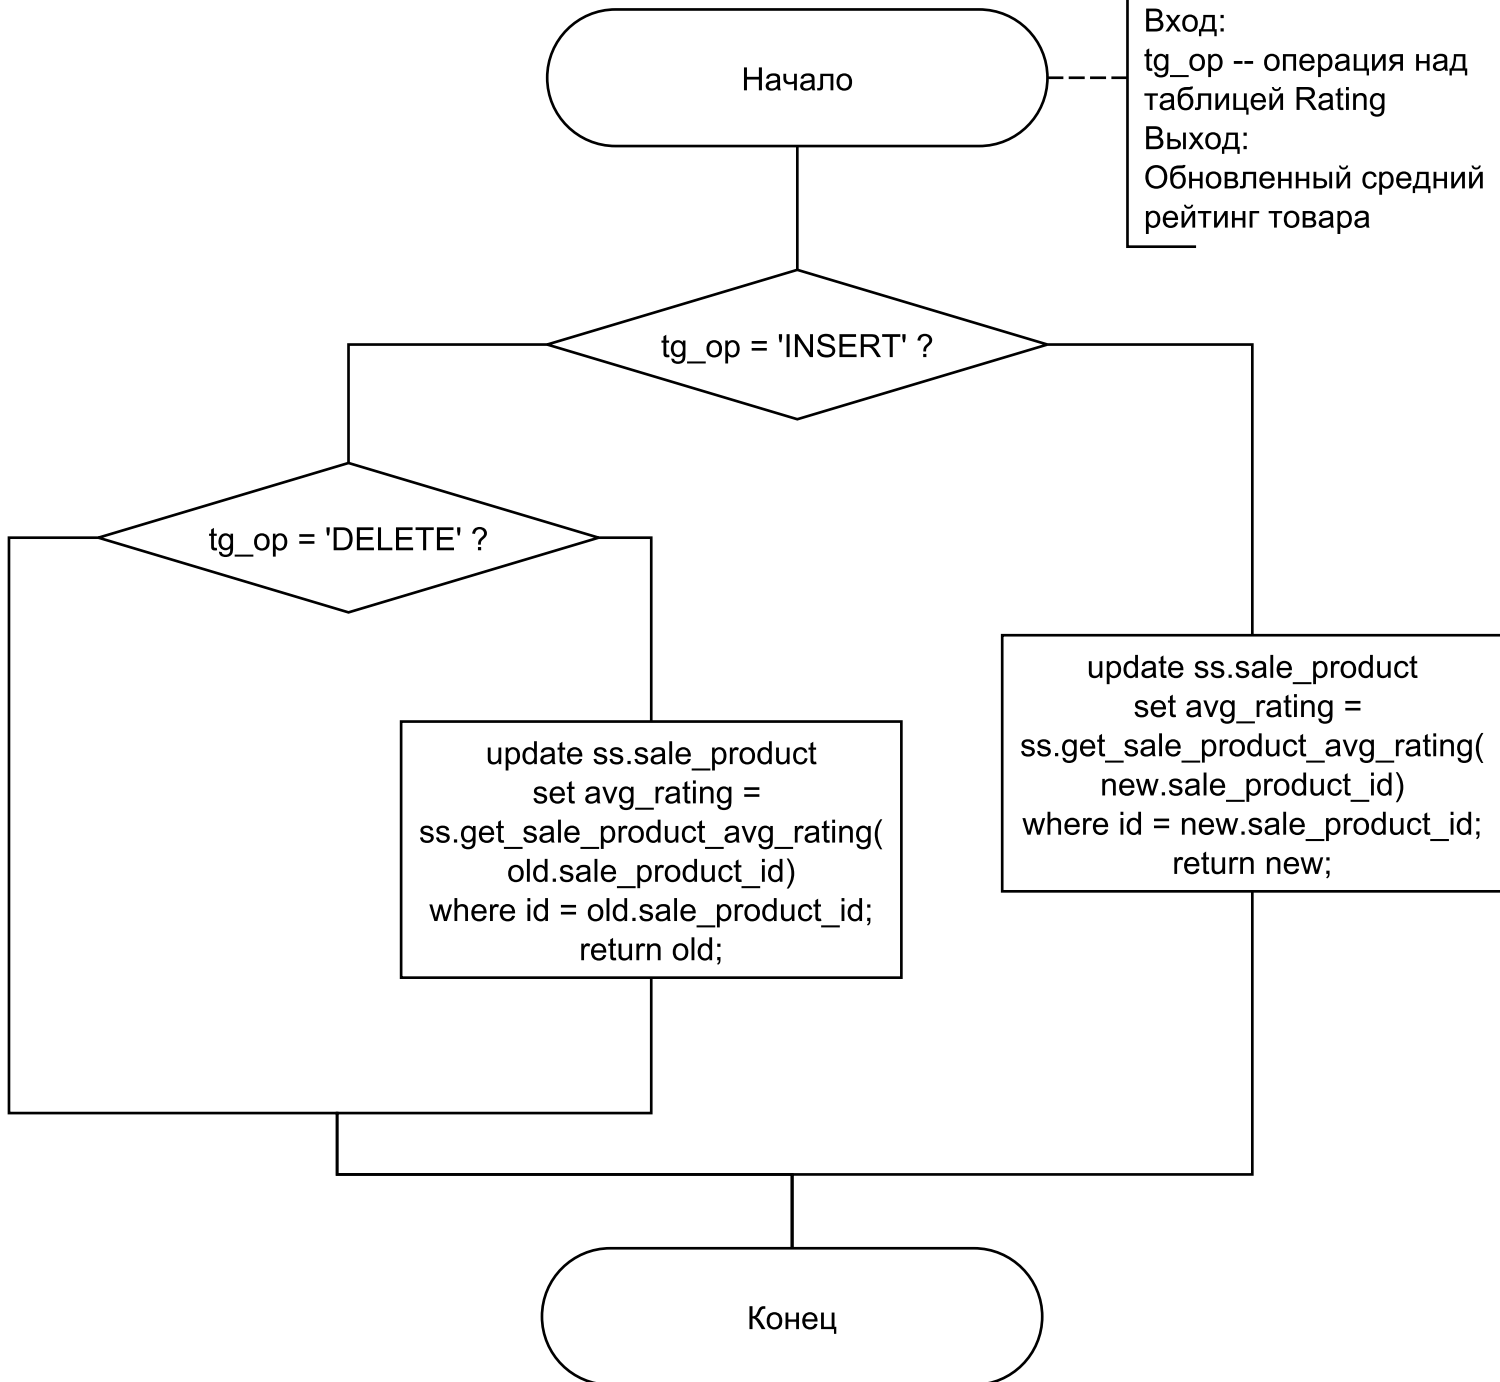 Начало
Вход:
tg_op -- операция над
таблицей Rating
Выход:
Обновленный средний
рейтинг товара
tg_op = 'INSERT' ?
tg_op = 'DELETE' ?
update ss.sale_product
set avg_rating =
ss.get_sale_product_avg_rating(
old.sale_product_id)
where id = old.sale_product_id;
return old;
update ss.sale_product
set avg_rating =
ss.get_sale_product_avg_rating(
new.sale_product_id)
where id = new.sale_product_id;
return new;
Конец